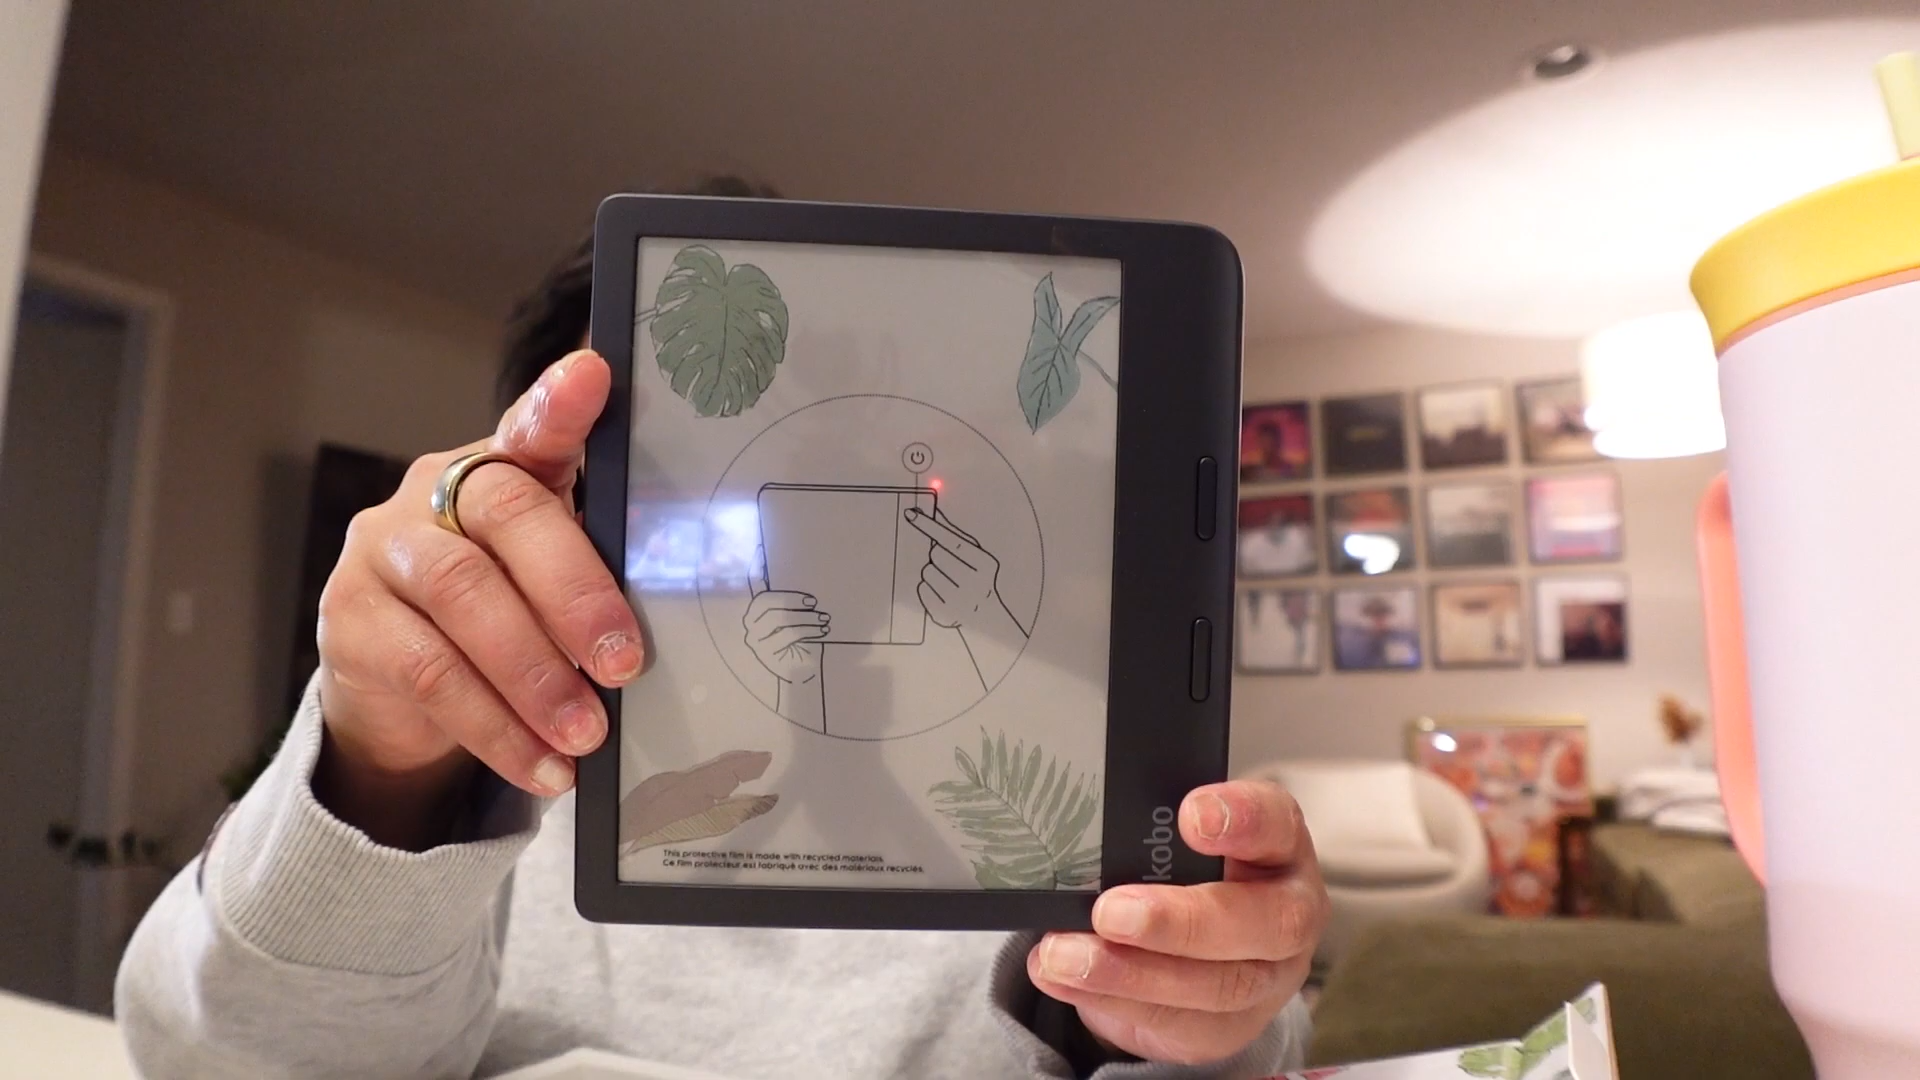 This protective film is made with recycled materials.
Ce film protecteur est fabriqué avec des matériaux recyclés.
kobo